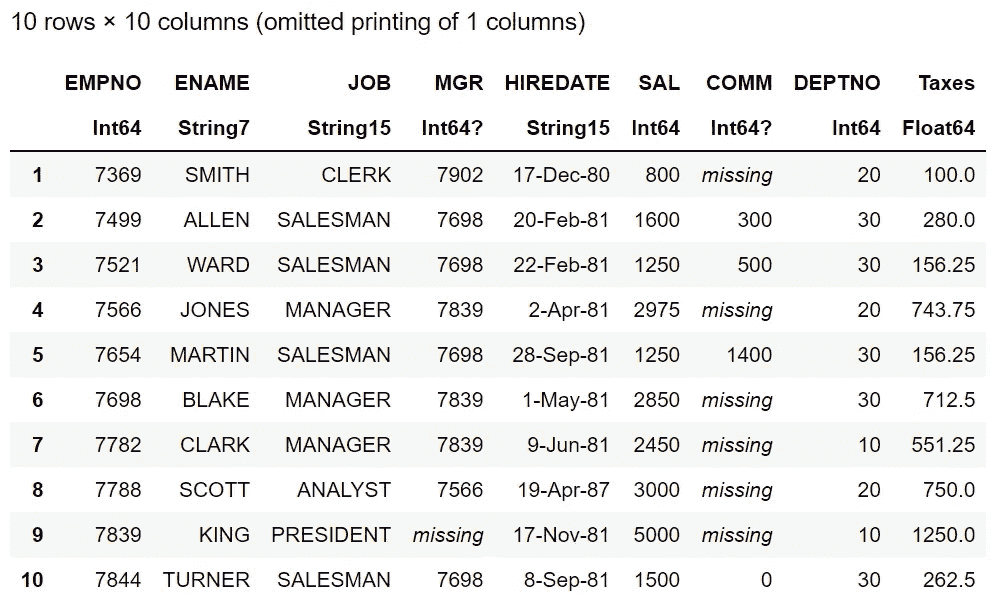 10 rows × 10 columns (omitted printing of 1 columns)
EMPNO ENAME JOB MGR HIREDATE SAL COMM DEPTNO Taxes
Int64 String7 String15 Int64? String15 Int64 Int64? Int64 Float64
1 7369 SMITH CLERK 7902 17-Dec-80 800 missing 20 100.0
2 7499 ALLEN SALESMAN 7698 20-Feb-81 1600 300 30 280.0
3 7521 WARD SALESMAN 7698 22-Feb-81 1250 500 30 156.25
4 7566 JONES MANAGER 7839 2-Apr-81 2975 missing 20 743.75
5 7654 MARTIN SALESMAN 7698 28-Sep-81 1250 1400 30 156.25
6 7698 BLAKE MANAGER 7839 1-May-81 2850 missing 30 712.5
7 7782 CLARK MANAGER 7839 9-Jun-81 2450 missing 10 551.25
8 7788 SCOTT ANALYST 7566 19-Apr-87 3000 missing 20 750.0
9 7839 KING PRESIDENT missing 17-Nov-81 5000 missing 10 1250.0
10 7844 TURNER SALESMAN 7698 8-Sep-81 1500 0 30 262.5